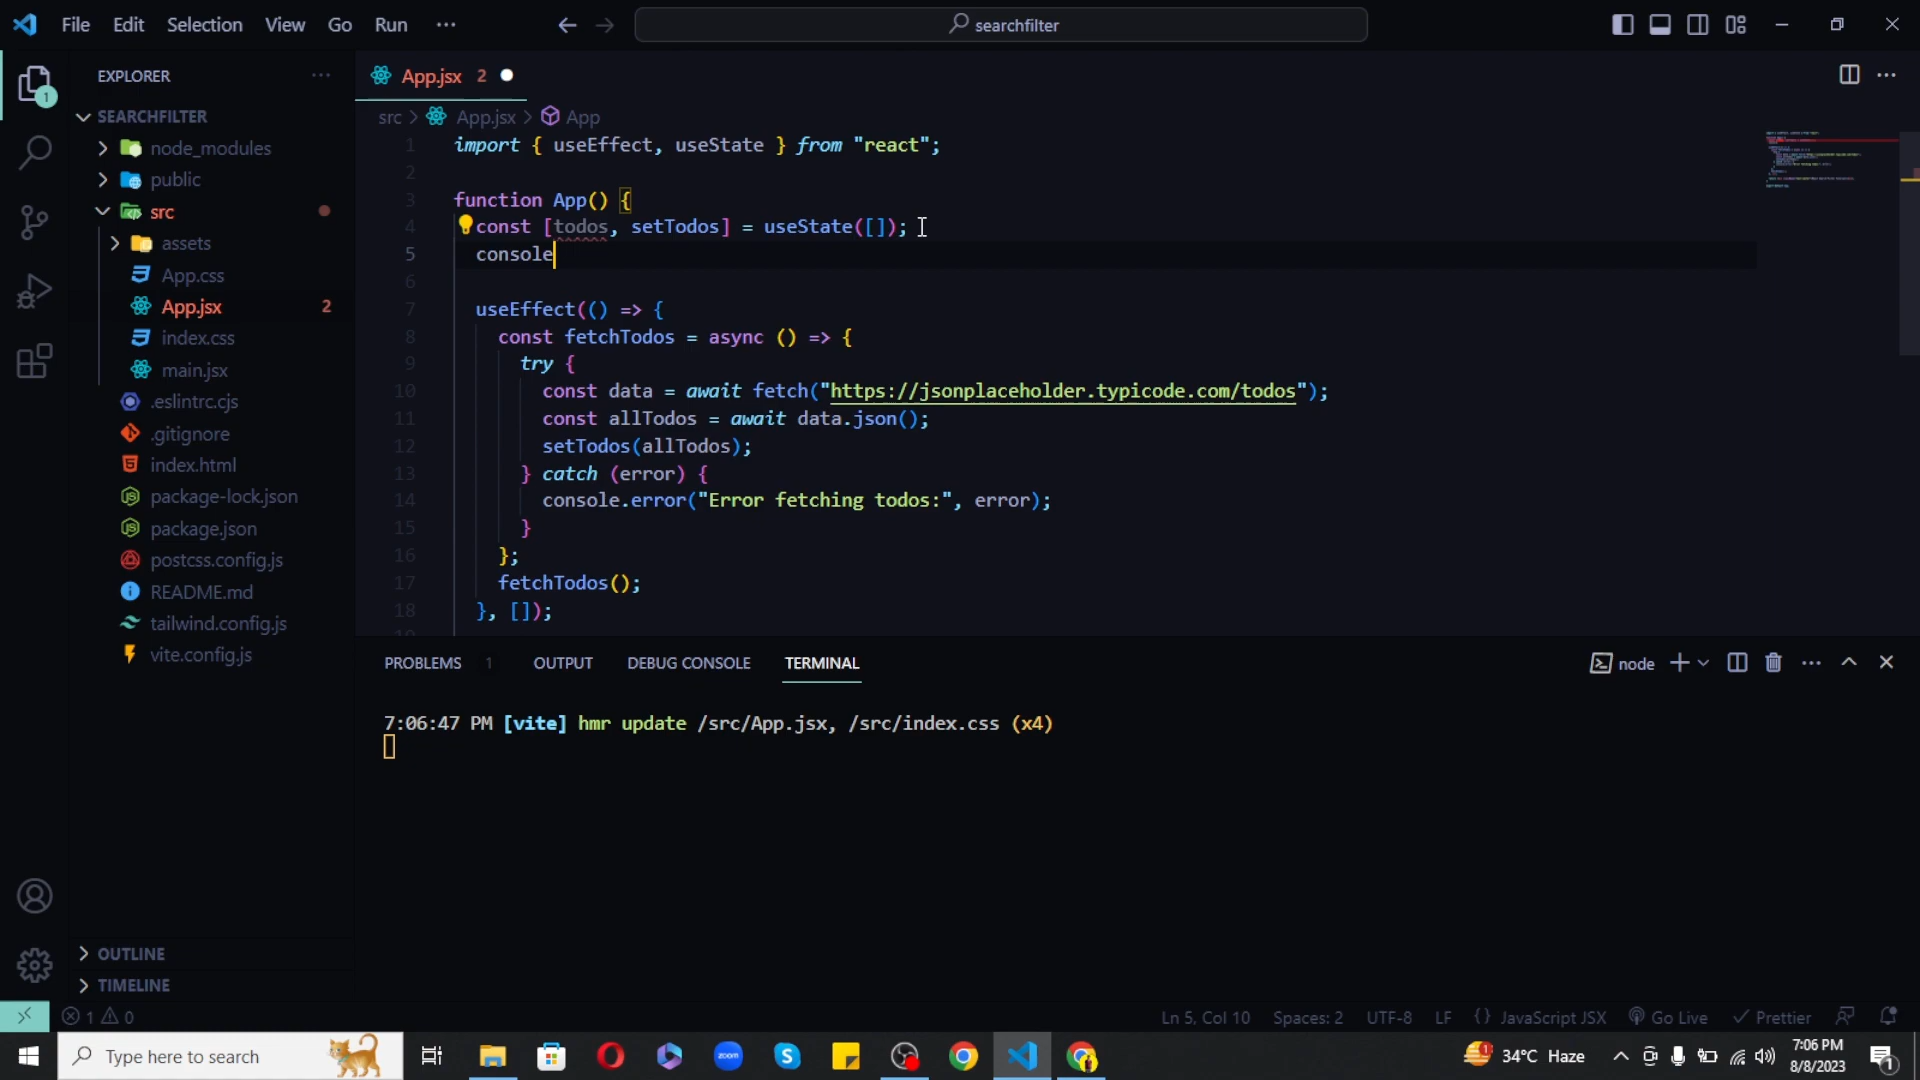 File Edit Selection View Go Run ··· searchfilter
EXPLORER ···
SEARCHFILTER
node_modules
public
src
assets
App.css
App.jsx 2
index.css
main.jsx
.eslintrc.cjs
.gitignore
index.html
package-lock.json
package.json
postcss.config.js
README.md
tailwind.config.js
vite.config.js
OUTLINE
TIMELINE
1
App.jsx 2
src > App.jsx > App
1 import { useEffect, useState } from "react";
2
3 function App() {
4 const [todos, setTodos] = useState([]);
5 console
6
7 useEffect(() => {
8 const fetchTodos = async () => {
9 try {
10 const data = await fetch("https://jsonplaceholder.typicode.com/todos");
11 const allTodos = await data.json();
12 setTodos(allTodos);
13 } catch (error) {
14 console.error("Error fetching todos:", error);
15 }
16 };
17 fetchTodos();
18 }, []);
19
PROBLEMS 1 OUTPUT DEBUG CONSOLE TERMINAL node
7:06:47 PM [vite] hmr update /src/App.jsx, /src/index.css (x4)
1 0 Ln 5, Col 10 Spaces: 2 UTF-8 LF {} JavaScript JSX Go Live Prettier
Type here to search zoom 1 34°C Haze 7:06 PM 1
8/8/2023